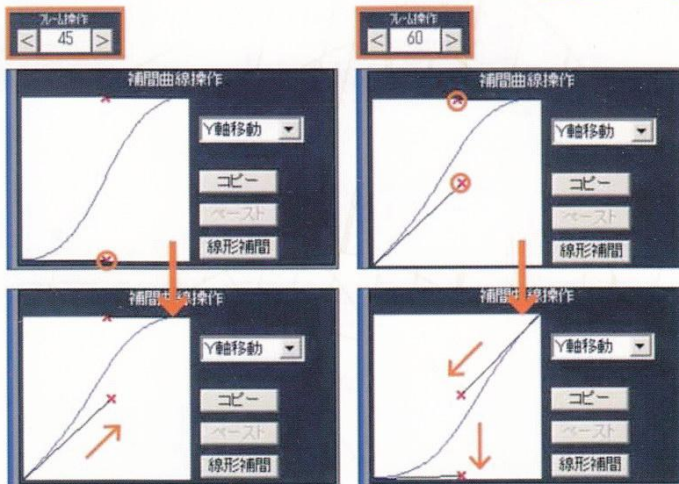 フレーム操作
< 45 >
フレーム操作
< 60 >
補間曲線操作
Y軸移動
コピー
ペースト
線形補間
補間曲線操作
Y軸移動
コピー
ペースト
線形補間
補間曲線操作
Y軸移動
コピー
ペースト
線形補間
補間曲線操作
Y軸移動
コピー
ペースト
線形補間